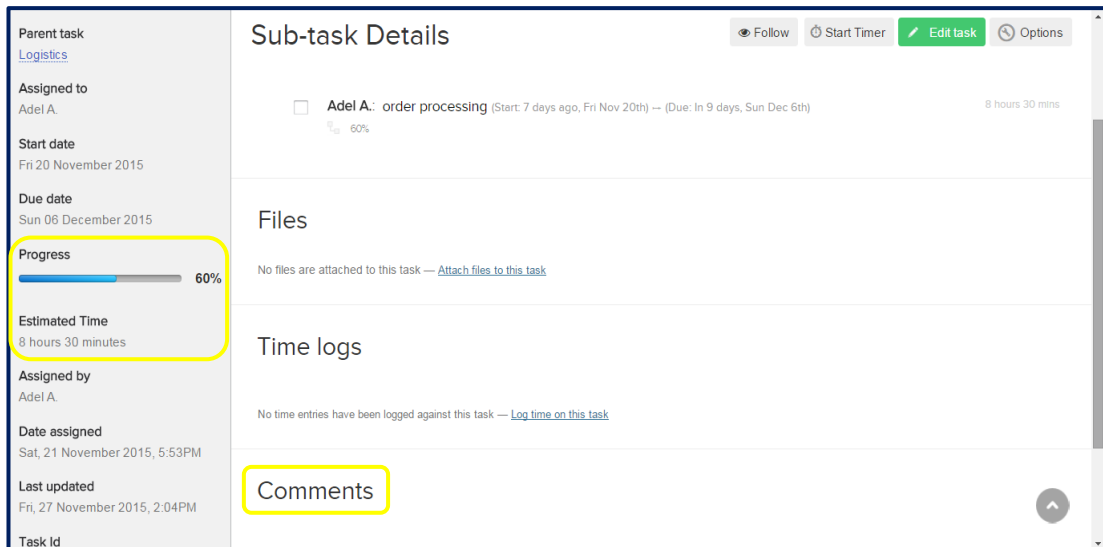 Parent task
Logistics
Assigned to
Adel A.
Start date
Fri 20 November 2015
Due date
Sun 06 December 2015
Progress
60%
Estimated Time
8 hours 30 minutes
Assigned by
Adel A.
Date assigned
Sat, 21 November 2015, 5:53PM
Last updated
Fri, 27 November 2015, 2:04PM
Task Id
Sub-task Details
Follow
Start Timer
Edit task
Options
Adel A.: order processing (Start: 7 days ago, Fri Nov 20th) -- (Due: In 9 days, Sun Dec 6th)
8 hours 30 mins
60%
Files
No files are attached to this task — Attach files to this task
Time logs
No time entries have been logged against this task — Log time on this task
Comments